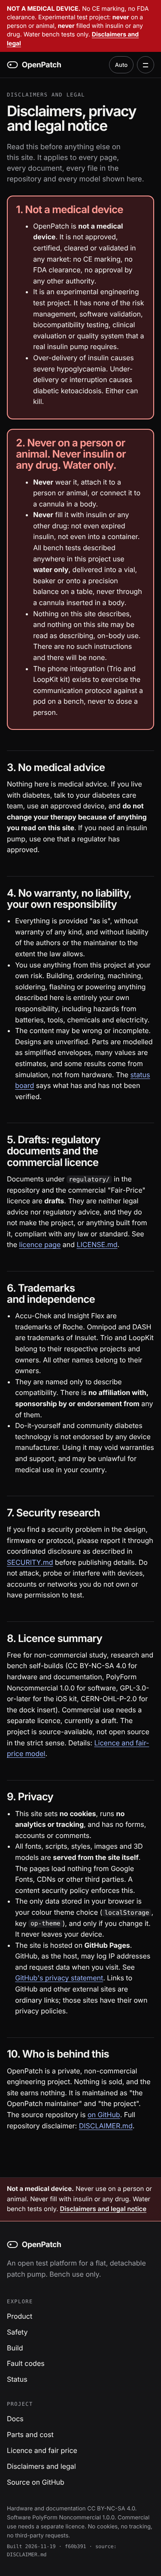 NOT A MEDICAL DEVICE. No CE marking, no FDA
clearance. Experimental test project: never on a
person or patient, never filled with insulin or any
drug. Water bench tests only. Disclaimers and
legal
OpenPatch
Auto
DISCLAIMERS AND LEGAL
Disclaimers, privacy
and legal notice
Read this before anything else on
this site. It applies to every page,
every document, every file in the
repository and every model shown here.
1. Not a medical device
OpenPatch is not a medical
device. It is not approved,
certified, cleared or placed on any
market: no CE marking, no
FDA clearance, no approval by
any other authority.
It is an experimental engineering
test project. It has none of the risk
management, software validation,
biocompatibility testing, clinical
evaluation or quality system that a
real insulin pump requires.
Over-delivery of insulin causes
severe hypoglycaemia. Under-
delivery or interruption causes
diabetic ketoacidosis. Either can
kill.
2. Never on a person or
animal. Never insulin or
any drug. Water only.
Never wear it, attach it to a
person or animal, or connect it to
a cannula in a body.
Never fill it with insulin or any
other drug: not even expired
insulin, not even into a container.
All bench tests described
anywhere in this project use
water only, delivered into a vial,
beaker or onto a precision
balance on a table, never through
a cannula inserted in a body.
Nothing on this site describes,
and nothing on this site may be
read as describing, on-body use.
There are no such instructions
and there will be none.
The phone integration (Trio and
LoopKit kit) exists to exercise the
communication protocol against a
pod on a bench, never to dose a
person.
3. No medical advice
Nothing here is medical advice. If you live
with diabetes, talk to your diabetes care
team, use an approved device, and do not
change your therapy because of anything
you read on this site. If you need an insulin
pump, use one that a regulator has
approved.
4. No warranty, no liability,
your own responsibility
Everything is provided "as is", without
warranty of any kind, and without liability
of the authors or the maintainer to the
extent the law allows.
You use anything from this project at your
own risk. Building, ordering, machining,
soldering, flashing or powering anything
described here is entirely your own
responsibility, including hazards from
batteries, tools, chemicals and electricity.
The content may be wrong or incomplete.
Designs are unverified. Parts are modelled
as simplified envelopes, many values are
estimates, and some results come from
simulation, not from hardware. The status
board says what has and has not been
verified.
5. Drafts: regulatory
documents and the
commercial licence
Documents under regulatory/ in the
repository and the commercial "Fair-Price"
licence are drafts. They are neither legal
advice nor regulatory advice, and they do
not make the project, or anything built from
it, compliant with any law or standard. See
the licence page and LICENSE.md.
6. Trademarks
and independence
Accu-Chek and Insight Flex are
trademarks of Roche. Omnipod and DASH
are trademarks of Insulet. Trio and LoopKit
belong to their respective projects and
owners. All other names belong to their
owners.
They are named only to describe
compatibility. There is no affiliation with,
sponsorship by or endorsement from any
of them.
Do-it-yourself and community diabetes
technology is not endorsed by any device
manufacturer. Using it may void warranties
or support, and may be unlawful for
medical use in your country.
7. Security research
If you find a security problem in the design,
firmware or protocol, please report it through
coordinated disclosure as described in
SECURITY.md before publishing details. Do
not attack, probe or interfere with devices,
accounts or networks you do not own or
have permission to test.
8. Licence summary
Free for non-commercial study, research and
bench self-builds (CC BY-NC-SA 4.0 for
hardware and documentation, PolyForm
Noncommercial 1.0.0 for software, GPL-3.0-
or-later for the iOS kit, CERN-OHL-P-2.0 for
the dock insert). Commercial use needs a
separate licence, currently a draft. The
project is source-available, not open source
in the strict sense. Details: Licence and fair-
price model.
9. Privacy
This site sets no cookies, runs no
analytics or tracking, and has no forms,
accounts or comments.
All fonts, scripts, styles, images and 3D
models are served from the site itself.
The pages load nothing from Google
Fonts, CDNs or other third parties. A
content security policy enforces this.
The only data stored in your browser is
your colour theme choice (localStorage,
key op-theme), and only if you change it.
It never leaves your device.
The site is hosted on GitHub Pages.
GitHub, as the host, may log IP addresses
and request data when you visit. See
GitHub's privacy statement. Links to
GitHub and other external sites are
ordinary links; those sites have their own
privacy policies.
10. Who is behind this
OpenPatch is a private, non-commercial
engineering project. Nothing is sold, and the
site earns nothing. It is maintained as "the
OpenPatch maintainer" and "the project".
The source repository is on GitHub. Full
repository disclaimer: DISCLAIMER.md.
Not a medical device. Never use on a person or
animal. Never fill with insulin or any drug. Water
bench tests only. Disclaimers and legal notice
OpenPatch
An open test platform for a flat, detachable
patch pump. Bench use only.
EXPLORE
Product
Safety
Build
Fault codes
Status
PROJECT
Docs
Parts and cost
Licence and fair price
Disclaimers and legal
Source on GitHub
Hardware and documentation CC BY-NC-SA 4.0.
Software PolyForm Noncommercial 1.0.0. Commercial
use needs a separate licence. No cookies, no tracking,
no third-party requests.
Built 2026-11-19 · f60b391 · source:
DISCLAIMER.md